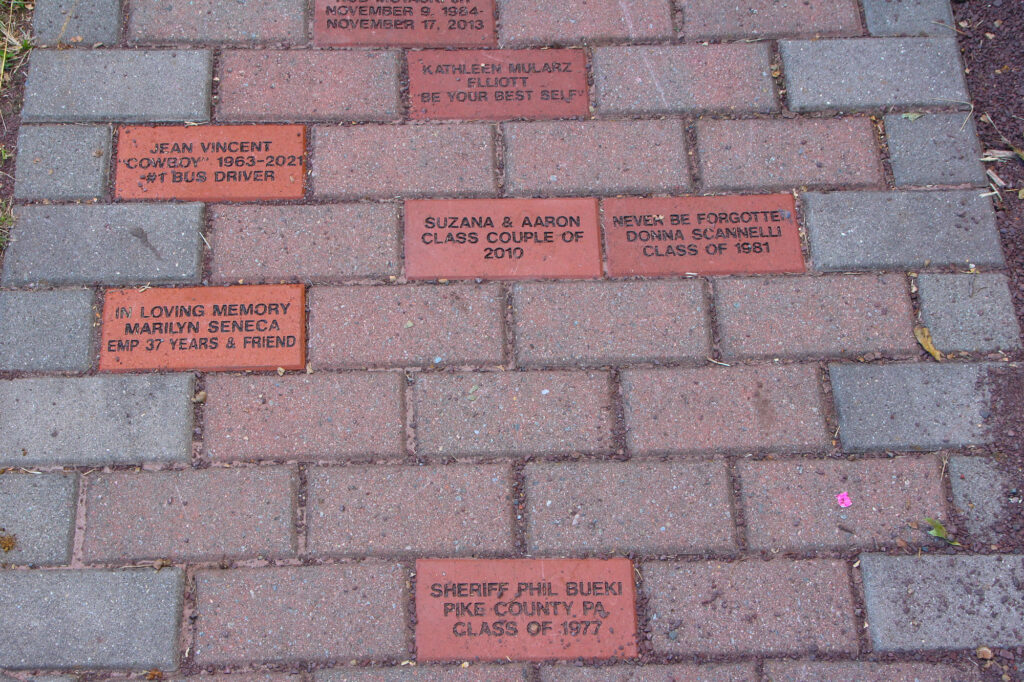 NOVEMBER 9, 1984-
NOVEMBER 17, 2013
KATHLEEN MULARZ
ELLIOTT
"BE YOUR BEST SELF"
JEAN VINCENT
"COWBOY" 1963-2021
#1 BUS DRIVER
SUZANA & AARON
CLASS COUPLE OF
2010
NEVER BE FORGOTTEN
DONNA SCANNELLI
CLASS OF 1981
IN LOVING MEMORY
MARILYN SENECA
EMP 37 YEARS & FRIEND
SHERIFF PHIL BUEKI
PIKE COUNTY, PA
CLASS OF 1977